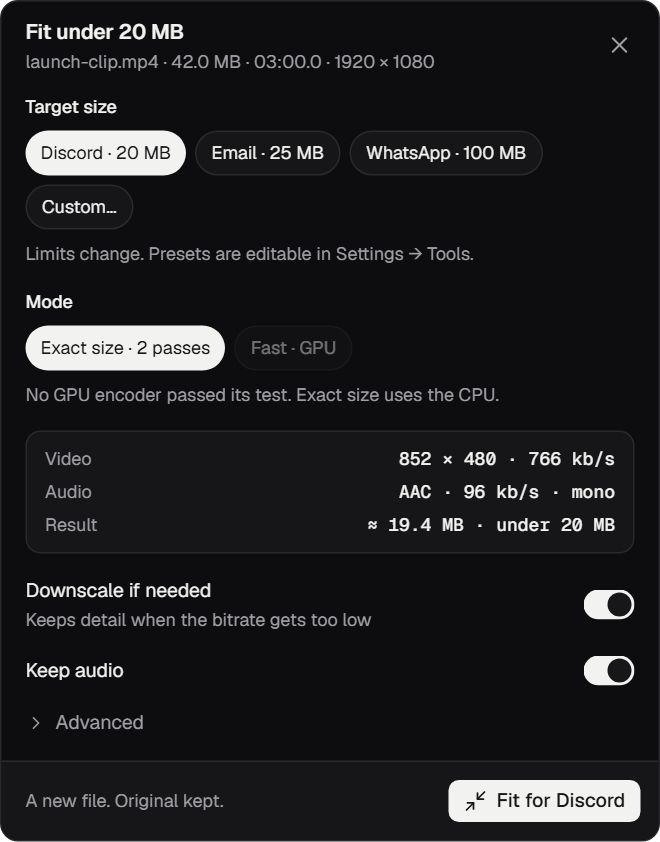 Fit under 20 MB
launch-clip.mp4 · 42.0 MB · 03:00.0 · 1920 × 1080
Target size
Discord · 20 MB
Email · 25 MB
WhatsApp · 100 MB
Custom...
Limits change. Presets are editable in Settings → Tools.
Mode
Exact size · 2 passes
Fast · GPU
No GPU encoder passed its test. Exact size uses the CPU.
Video 852 × 480 · 766 kb/s
Audio AAC · 96 kb/s · mono
Result ≈ 19.4 MB · under 20 MB
Downscale if needed
Keeps detail when the bitrate gets too low
Keep audio
Advanced
A new file. Original kept.
Fit for Discord